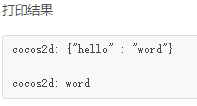 打印结果
cocos2d: {"hello" : "word"}
cocos2d: word